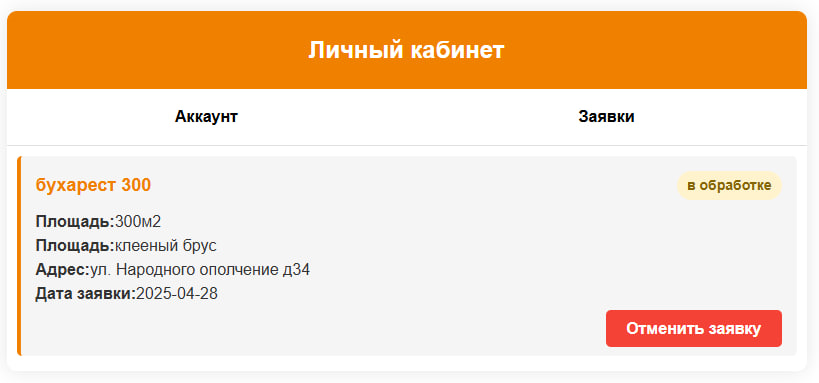 Личный кабинет
Аккаунт Заявки
бухарест 300 в обработке
Площадь:300м2
Площадь:клееный брус
Адрес:ул. Народного ополчение д34
Дата заявки:2025-04-28
Отменить заявку